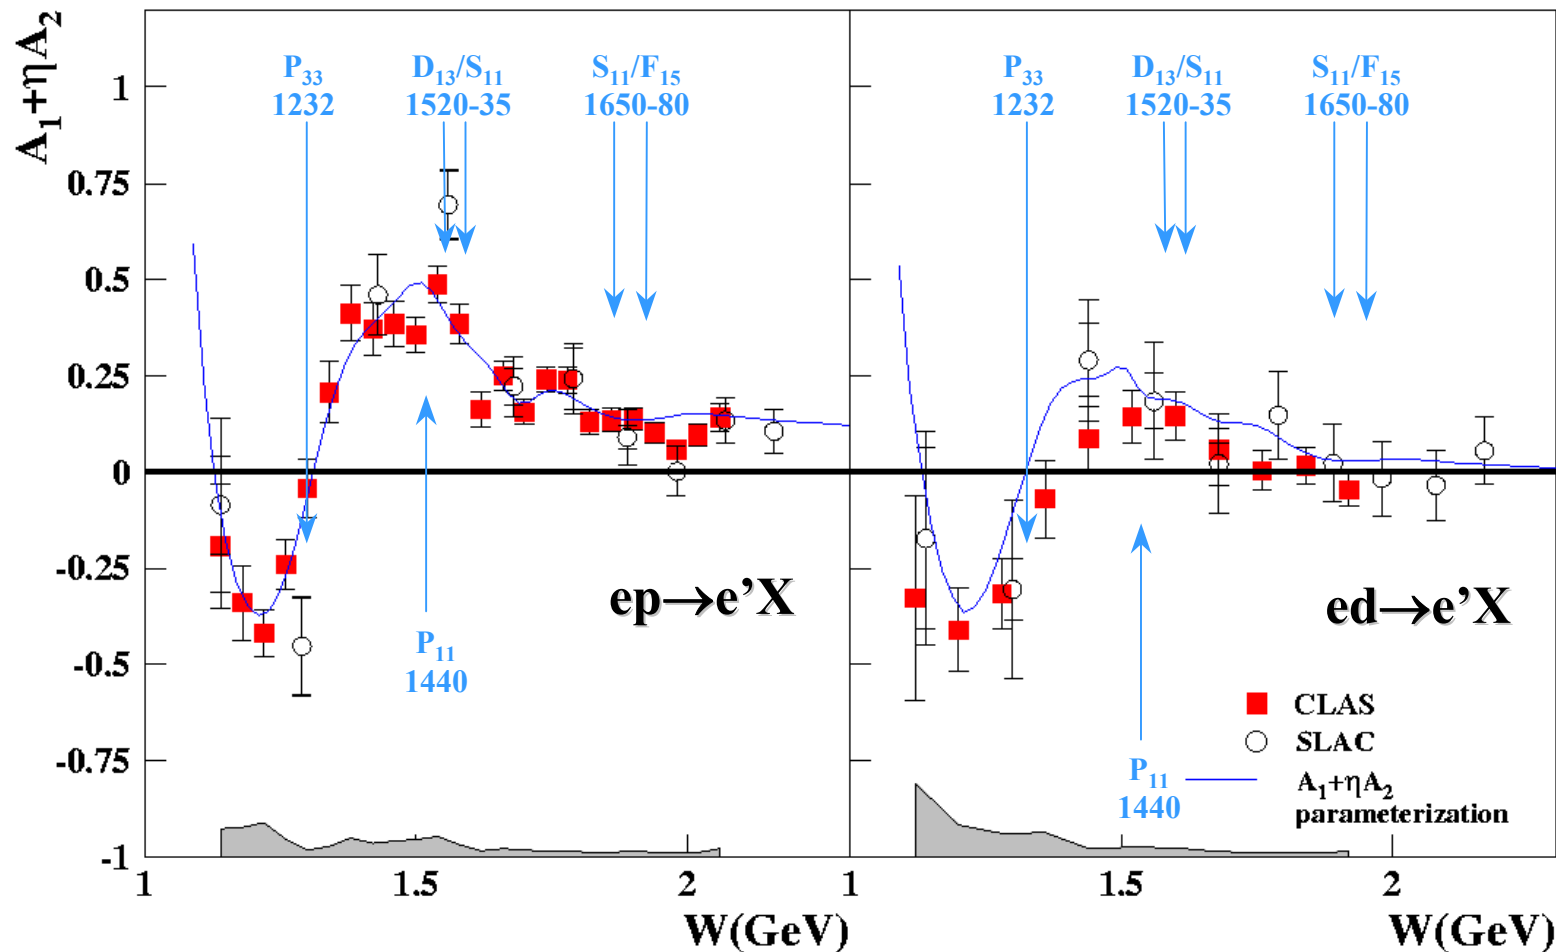 A₁+ηA₂
1
0.75
0.5
0.25
0
-0.25
-0.5
-0.75
-1
P₃₃
1232
D₁₃/S₁₁
1520-35
S₁₁/F₁₅
1650-80
P₁₁
1440
ep→e’X
1
1.5
2
W(GeV)
P₃₃
1232
D₁₃/S₁₁
1520-35
S₁₁/F₁₅
1650-80
ed→e’X
P₁₁
1440
CLAS
SLAC
A₁+ηA₂
parameterization
1
1.5
2
W(GeV)